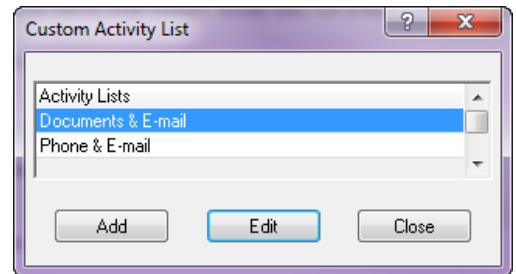 Custom Activity List
?
X
Activity Lists
Documents & E-mail
Phone & E-mail
Add
Edit
Close